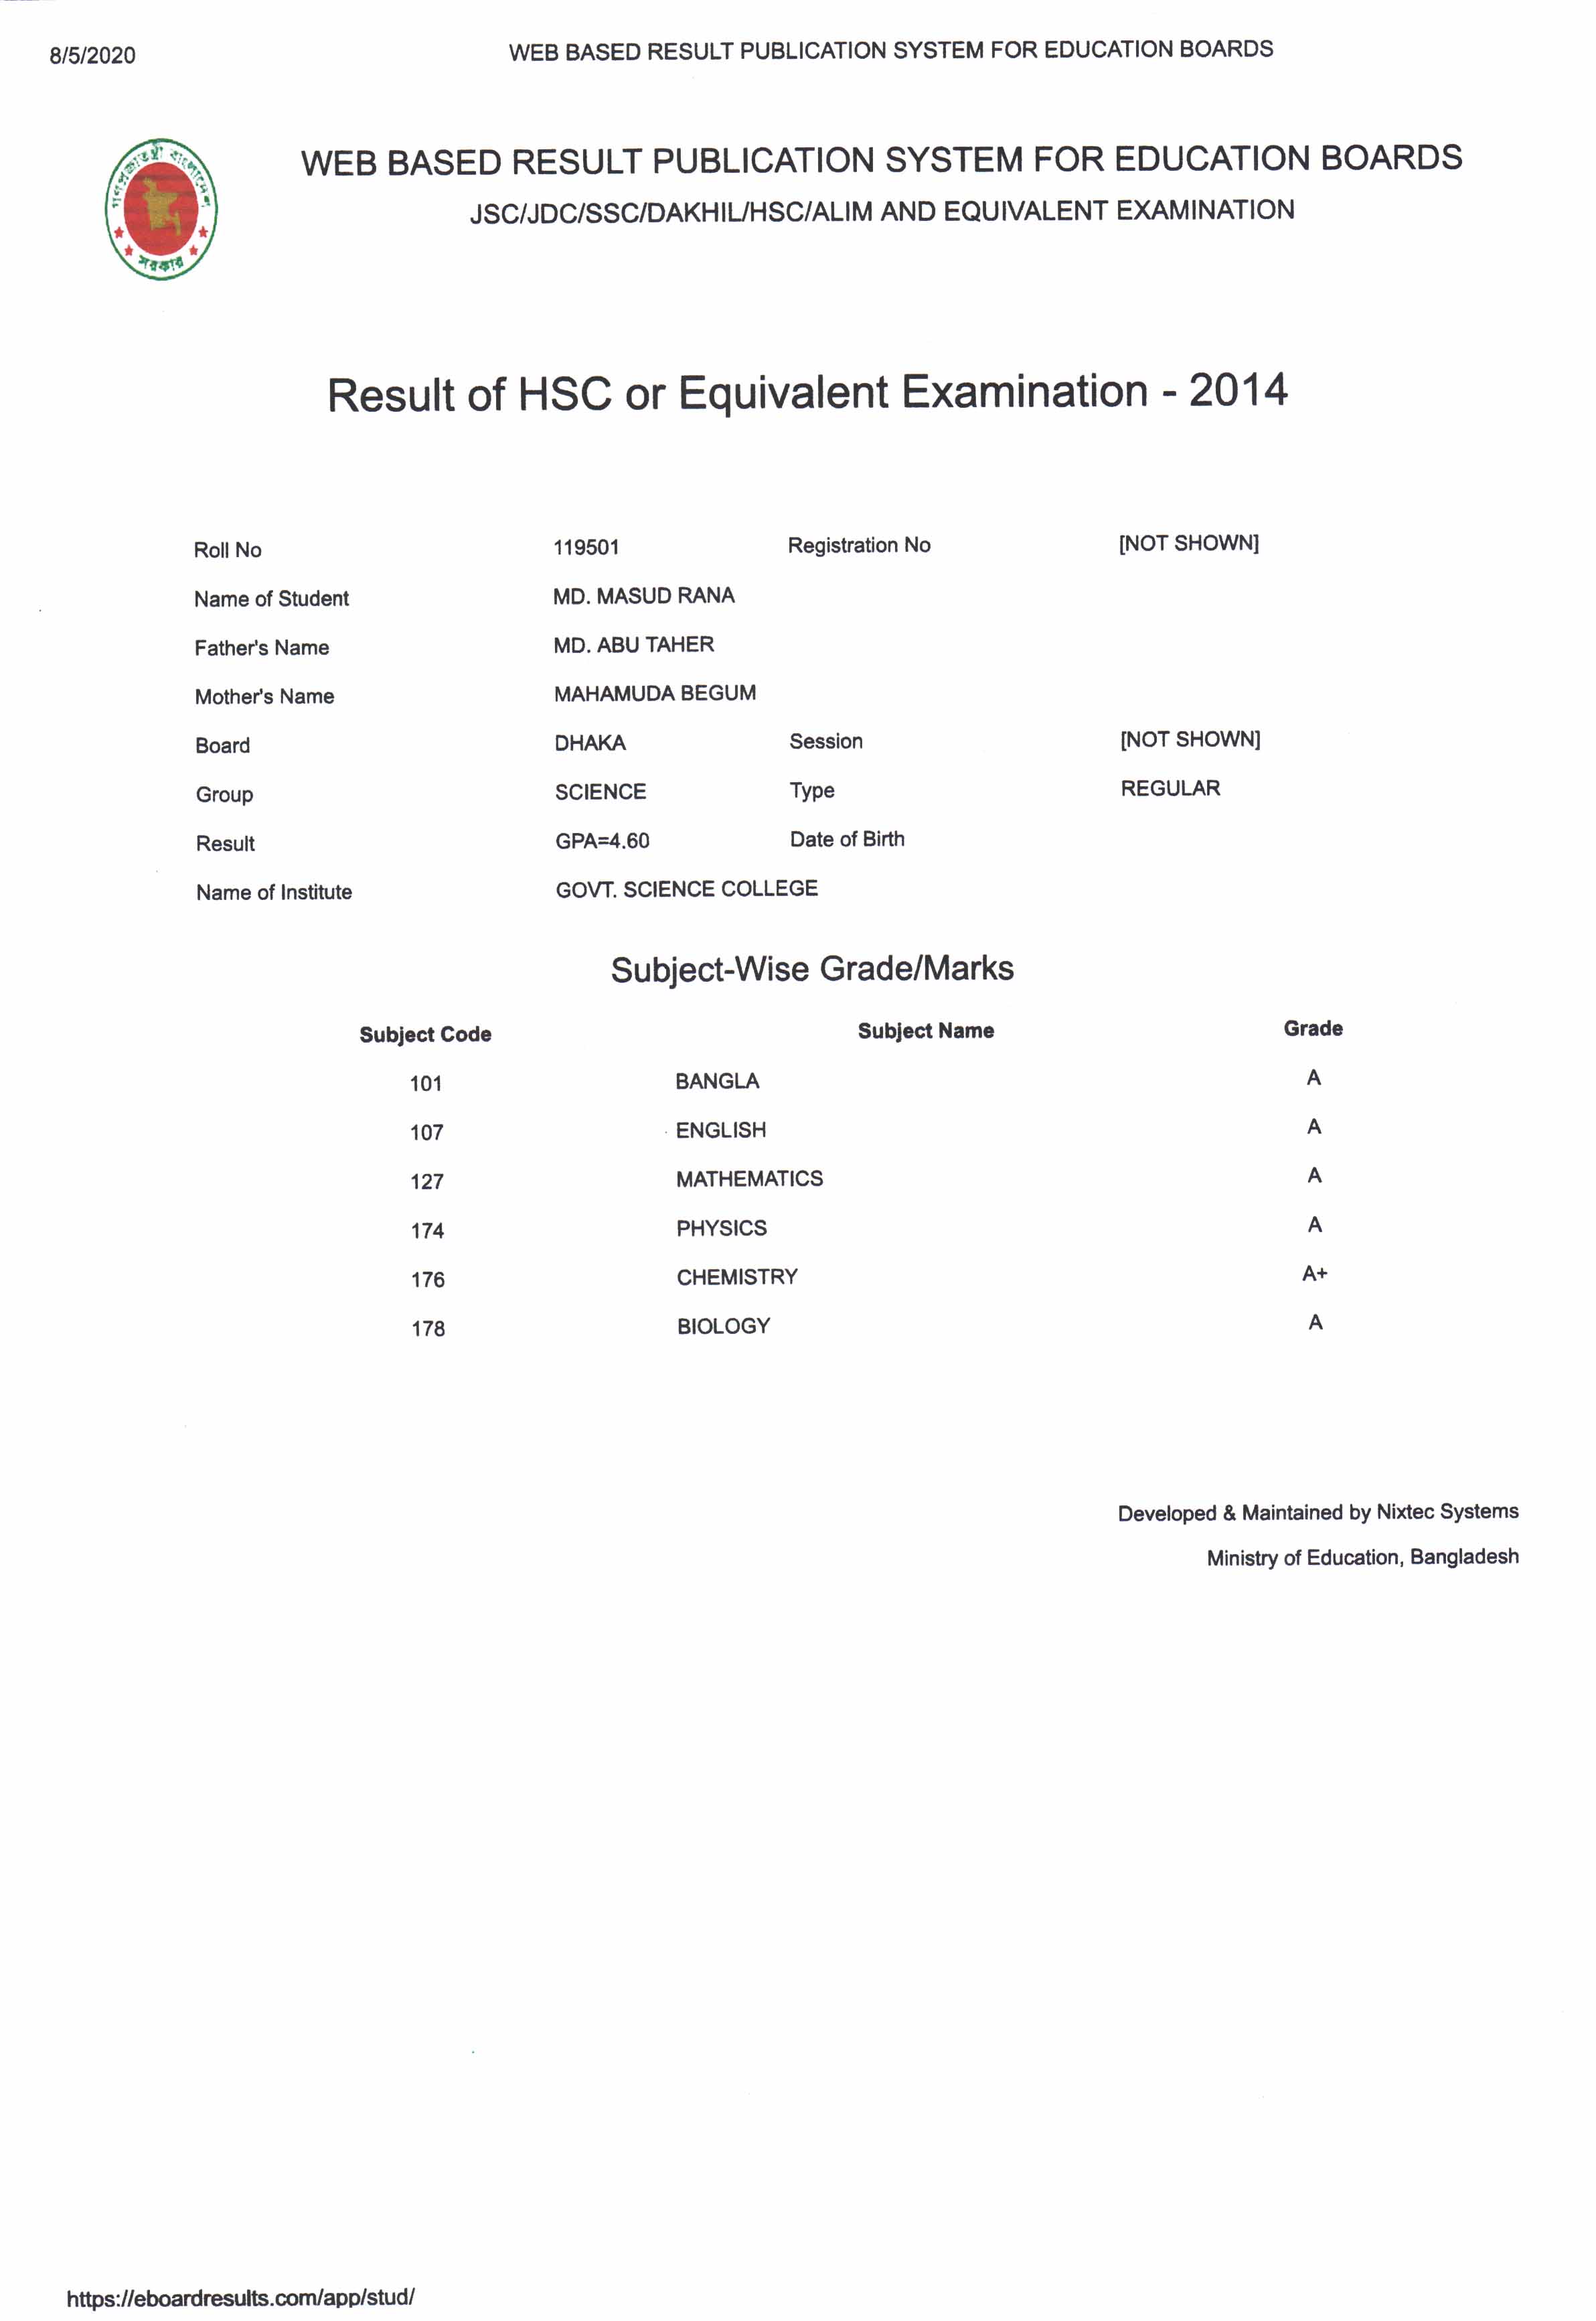 8/5/2020 WEB BASED RESULT PUBLICATION SYSTEM FOR EDUCATION BOARDS
গণপ্রজাতন্ত্রী বাংলাদেশ
সরকার
WEB BASED RESULT PUBLICATION SYSTEM FOR EDUCATION BOARDS
JSC/JDC/SSC/DAKHIL/HSC/ALIM AND EQUIVALENT EXAMINATION
Result of HSC or Equivalent Examination - 2014
Roll No 119501 Registration No [NOT SHOWN]
Name of Student MD. MASUD RANA
Father's Name MD. ABU TAHER
Mother's Name MAHAMUDA BEGUM
Board DHAKA Session [NOT SHOWN]
Group SCIENCE Type REGULAR
Result GPA=4.60 Date of Birth
Name of Institute GOVT. SCIENCE COLLEGE
Subject-Wise Grade/Marks
Subject Code Subject Name Grade
101 BANGLA A
107 ENGLISH A
127 MATHEMATICS A
174 PHYSICS A
176 CHEMISTRY A+
178 BIOLOGY A
Developed & Maintained by Nixtec Systems
Ministry of Education, Bangladesh
https://eboardresults.com/app/stud/